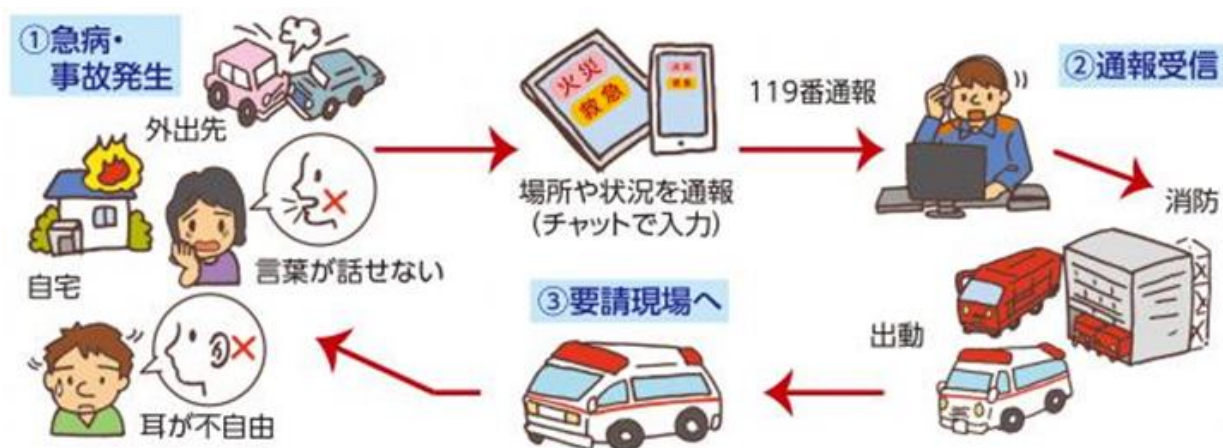 ①急病・
事故発生
外出先
自宅
言葉が話せない
耳が不自由
火災
救急
場所や状況を通報
(チャットで入力)
119番通報
②通報受信
消防
出動
③要請現場へ